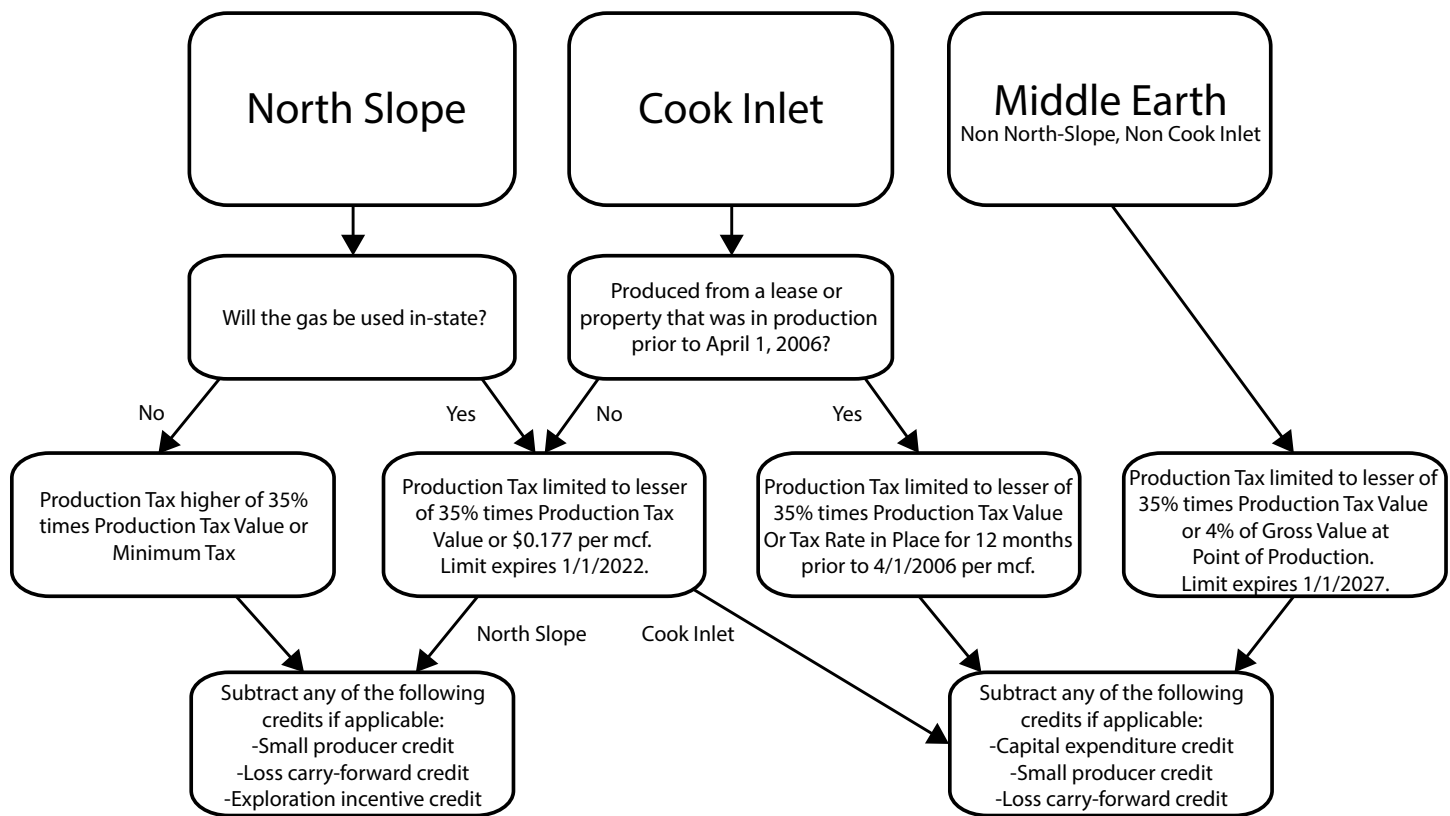 North Slope
Cook Inlet
Middle Earth
Non North-Slope, Non Cook Inlet
Will the gas be used in-state?
Produced from a lease or
property that was in production
prior to April 1, 2006?
No
Yes
No
Yes
Production Tax higher of 35%
times Production Tax Value or
Minimum Tax
Production Tax limited to lesser
of 35% times Production Tax
Value or $0.177 per mcf.
Limit expires 1/1/2022.
Production Tax limited to lesser of
35% times Production Tax Value
Or Tax Rate in Place for 12 months
prior to 4/1/2006 per mcf.
Production Tax limited to lesser of
35% times Production Tax Value
or 4% of Gross Value at
Point of Production.
Limit expires 1/1/2027.
North Slope
Cook Inlet
Subtract any of the following
credits if applicable:
-Small producer credit
-Loss carry-forward credit
-Exploration incentive credit
Subtract any of the following
credits if applicable:
-Capital expenditure credit
-Small producer credit
-Loss carry-forward credit